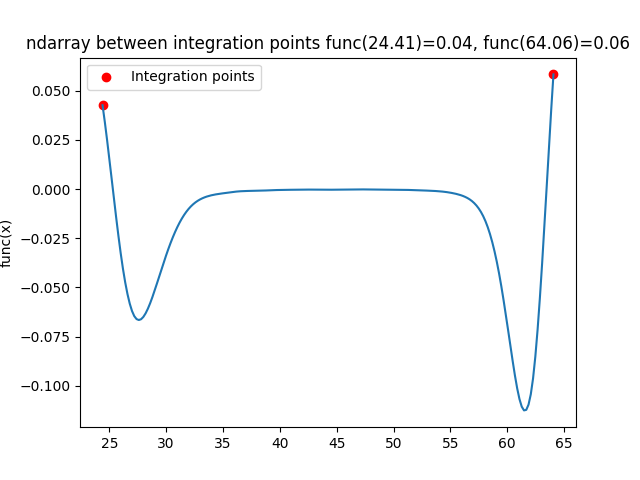 ndarray between integration points func(24.41)=0.04, func(64.06)=0.06
Integration points
func(x)
0.050
0.025
0.000
−0.025
−0.050
−0.075
−0.100
25 30 35 40 45 50 55 60 65